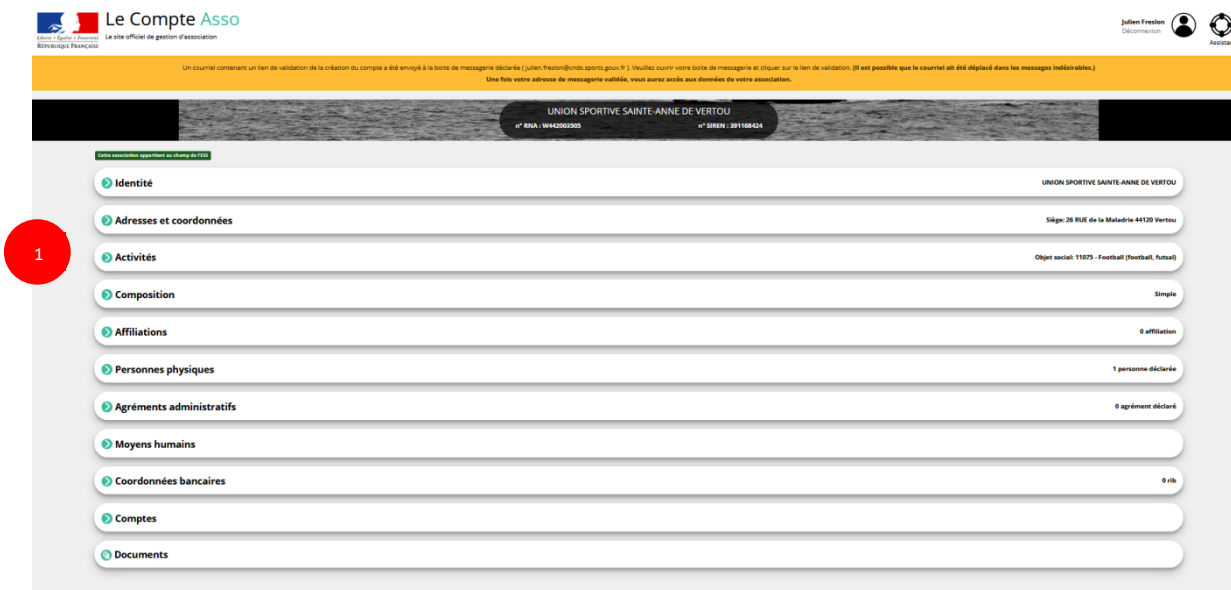 Le Compte Asso
Le site officiel de gestion d'association
Liberté • Égalité • Fraternité
RÉPUBLIQUE FRANÇAISE
Julien Freslon
Déconnexion
Assistan
Un courriel contenant un lien de validation de la création du compte a été envoyé à la boite de messagerie déclarée ( julien.freslon@cnds.sports.gouv.fr ). Veuillez ouvrir votre boite de messagerie et cliquer sur le lien de validation. (Il est possible que le courriel ait été déplacé dans les messages indésirables.)
Une fois votre adresse de messagerie validée, vous aurez accès aux données de votre association.
UNION SPORTIVE SAINTE-ANNE DE VERTOU
n° RNA : W442003505 n° SIREN : 391168424
Cette association appartient au champ de l'ESS
Identité UNION SPORTIVE SAINTE-ANNE DE VERTOU
Adresses et coordonnées Siège: 26 RUE de la Maladrie 44120 Vertou
1
Activités Objet social: 11075 - Football (football, futsal)
Composition Simple
Affiliations 0 affiliation
Personnes physiques 1 personne déclarée
Agréments administratifs 0 agrément déclaré
Moyens humains
Coordonnées bancaires 0 rib
Comptes
Documents